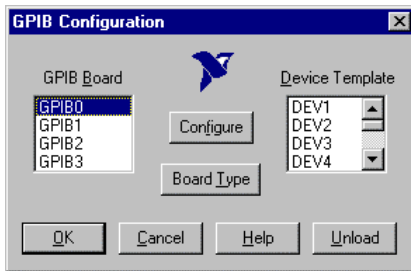 GPIB Configuration
GPIB Board
Device Template
GPIB0
GPIB1
GPIB2
GPIB3
Configure
Board Type
DEV1
DEV2
DEV3
DEV4
OK
Cancel
Help
Unload